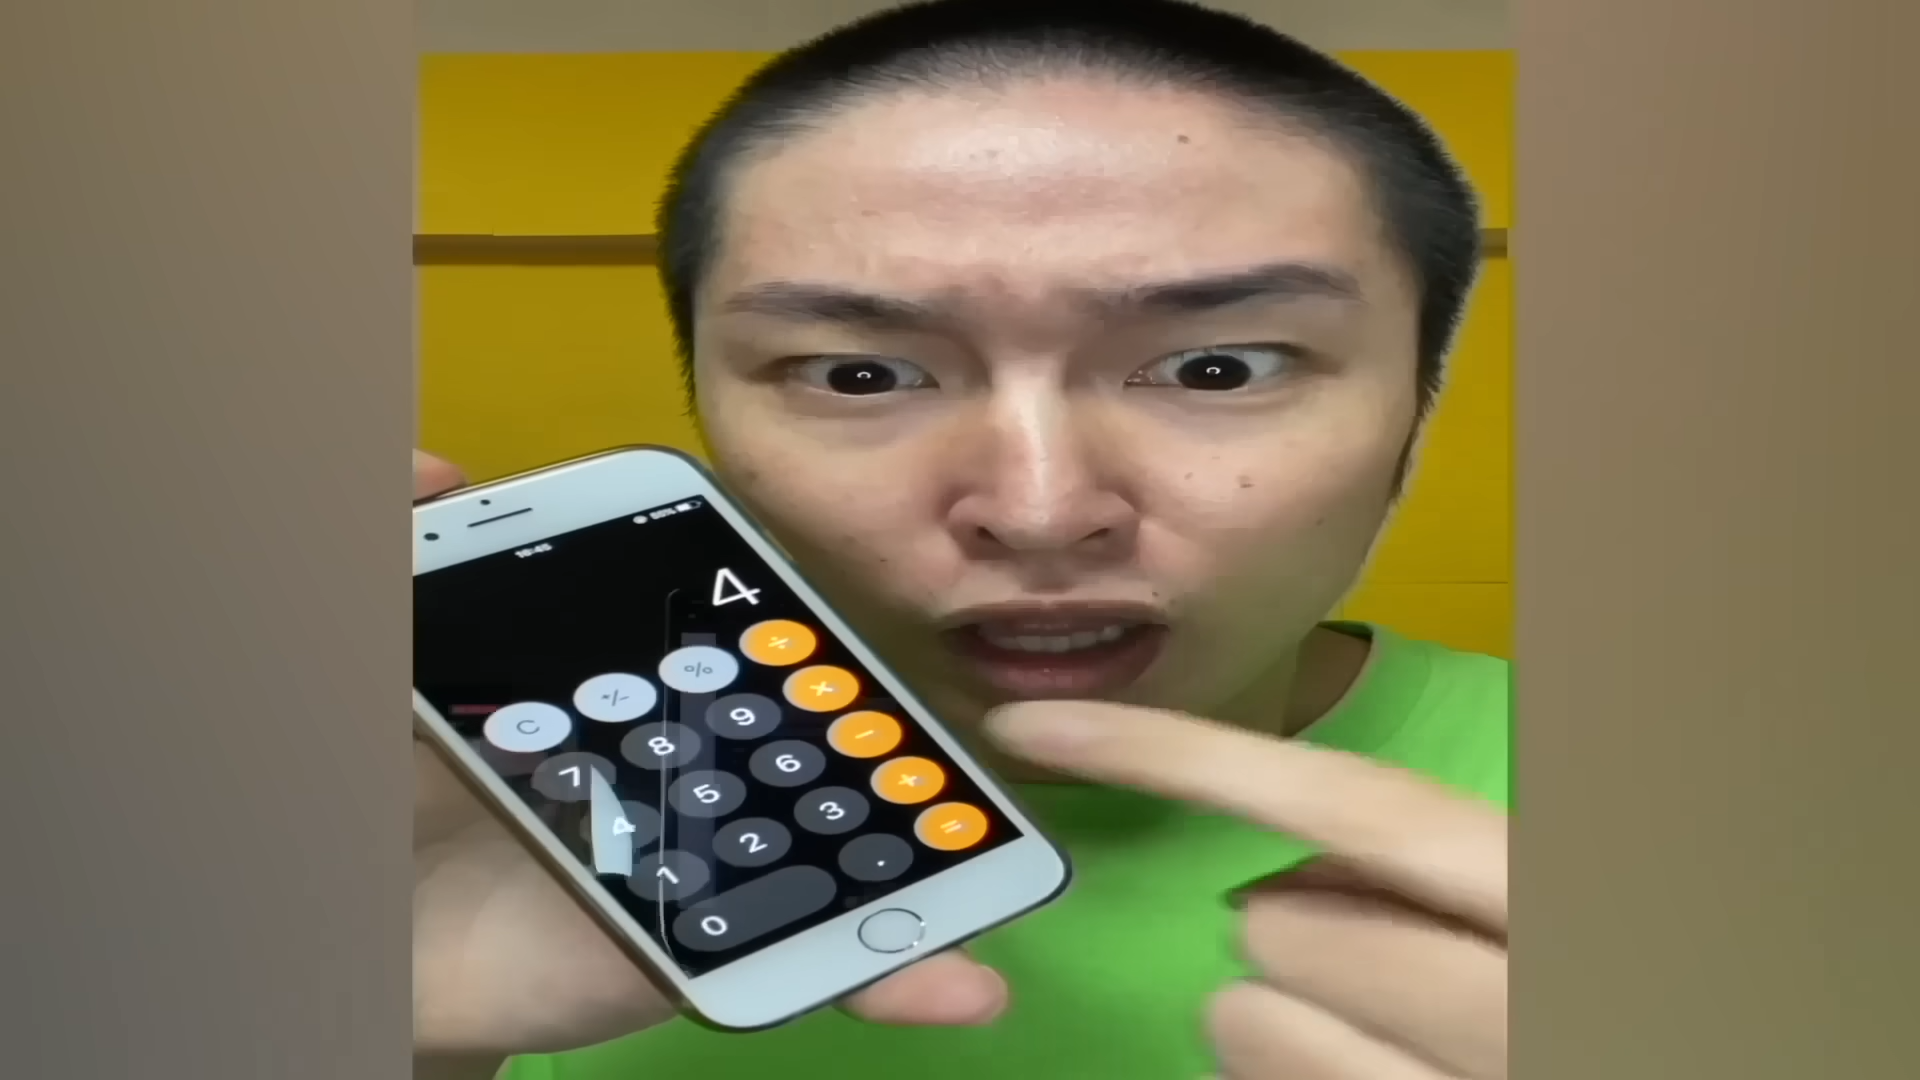 4
C +/- % ÷
7 8 9 ×
4 5 6 −
1 2 3 +
0 . =